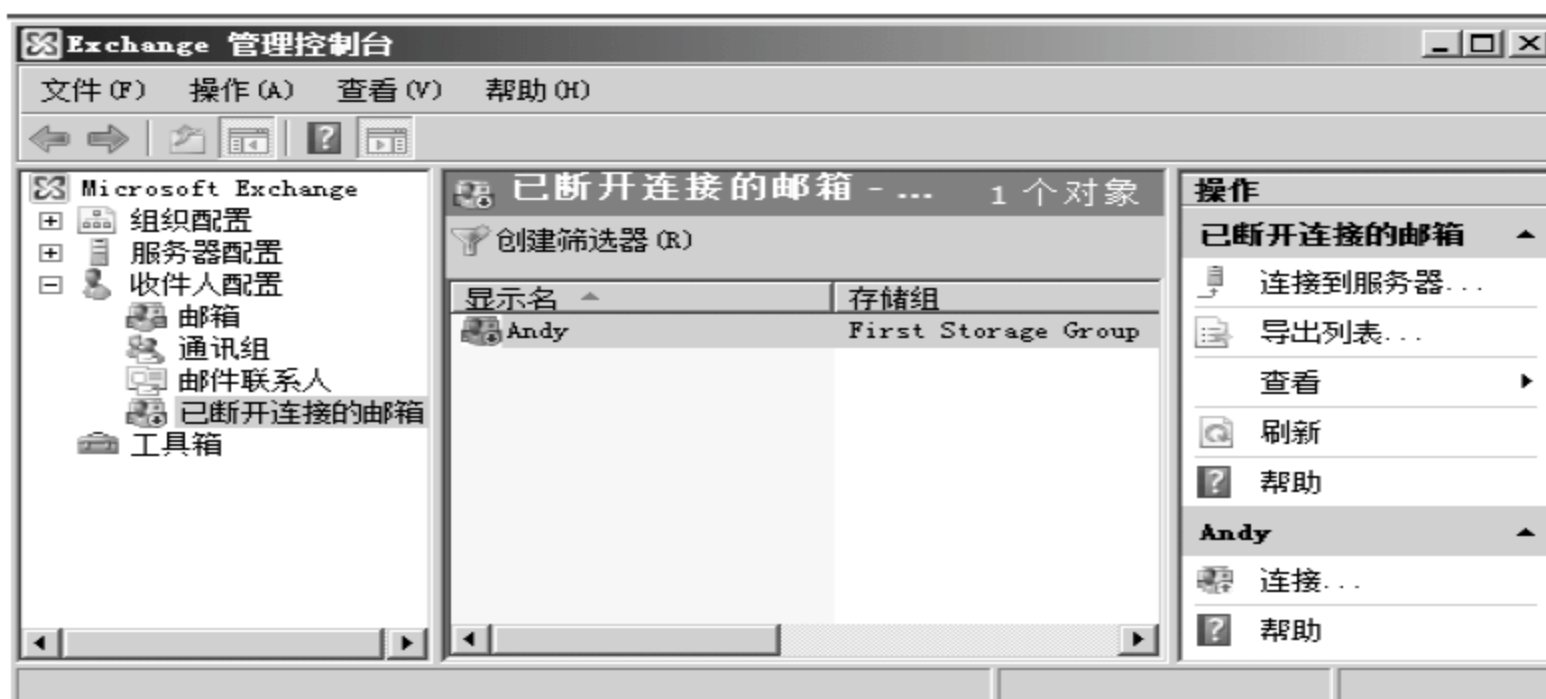 Exchange 管理控制台
文件(F) 操作(A) 查看(V) 帮助(H)
Microsoft Exchange
组织配置
服务器配置
收件人配置
邮箱
通讯组
邮件联系人
已断开连接的邮箱
工具箱
已断开连接的邮箱 - ... 1 个对象
创建筛选器(R)
显示名 存储组
Andy First Storage Group
操作
已断开连接的邮箱
连接到服务器...
导出列表...
查看
刷新
帮助
Andy
连接...
帮助